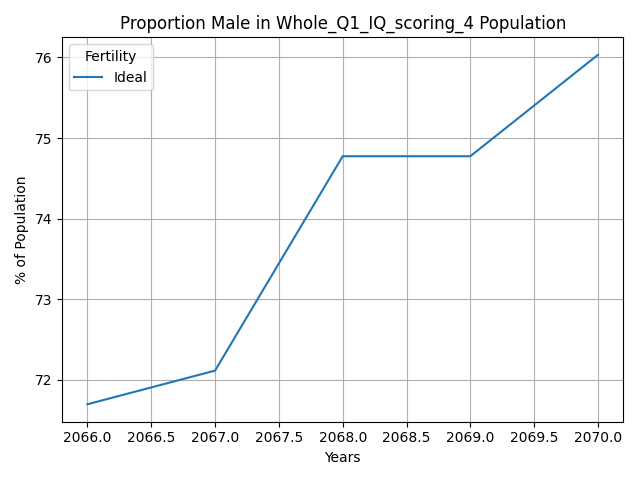 Proportion Male in Whole_Q1_IQ_scoring_4 Population
Fertility
Ideal
76
75
74
73
72
% of Population
2066.0 2066.5 2067.0 2067.5 2068.0 2068.5 2069.0 2069.5 2070.0
Years